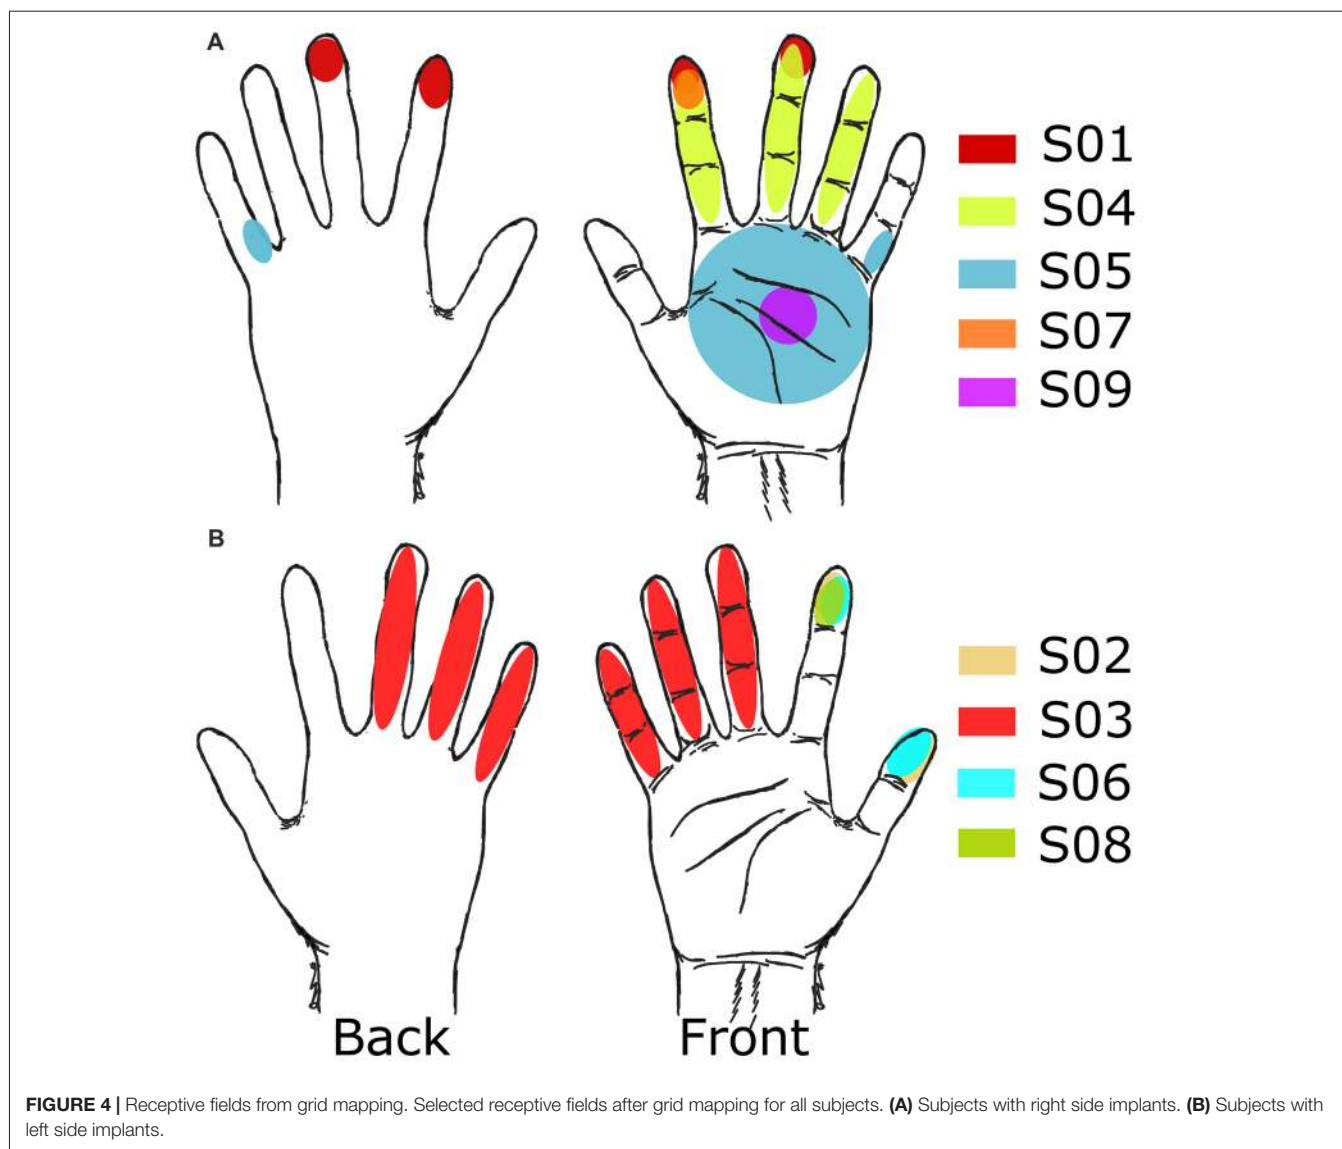 A
S01
S04
S05
S07
S09
B
S02
S03
S06
S08
Back Front
FIGURE 4 | Receptive fields from grid mapping. Selected receptive fields after grid mapping for all subjects. (A) Subjects with right side implants. (B) Subjects with
left side implants.